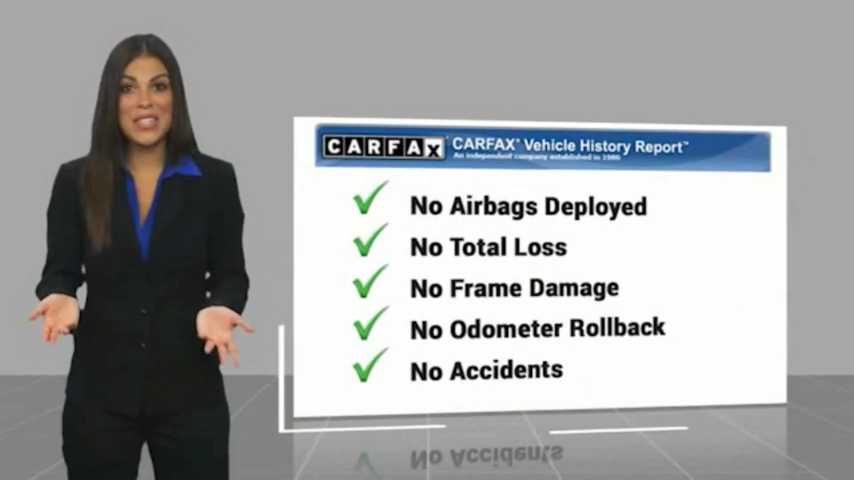 CARFAX CARFAX® Vehicle History Report™
An independent company established in 1986
No Airbags Deployed
No Total Loss
No Frame Damage
No Odometer Rollback
No Accidents
No Accidents